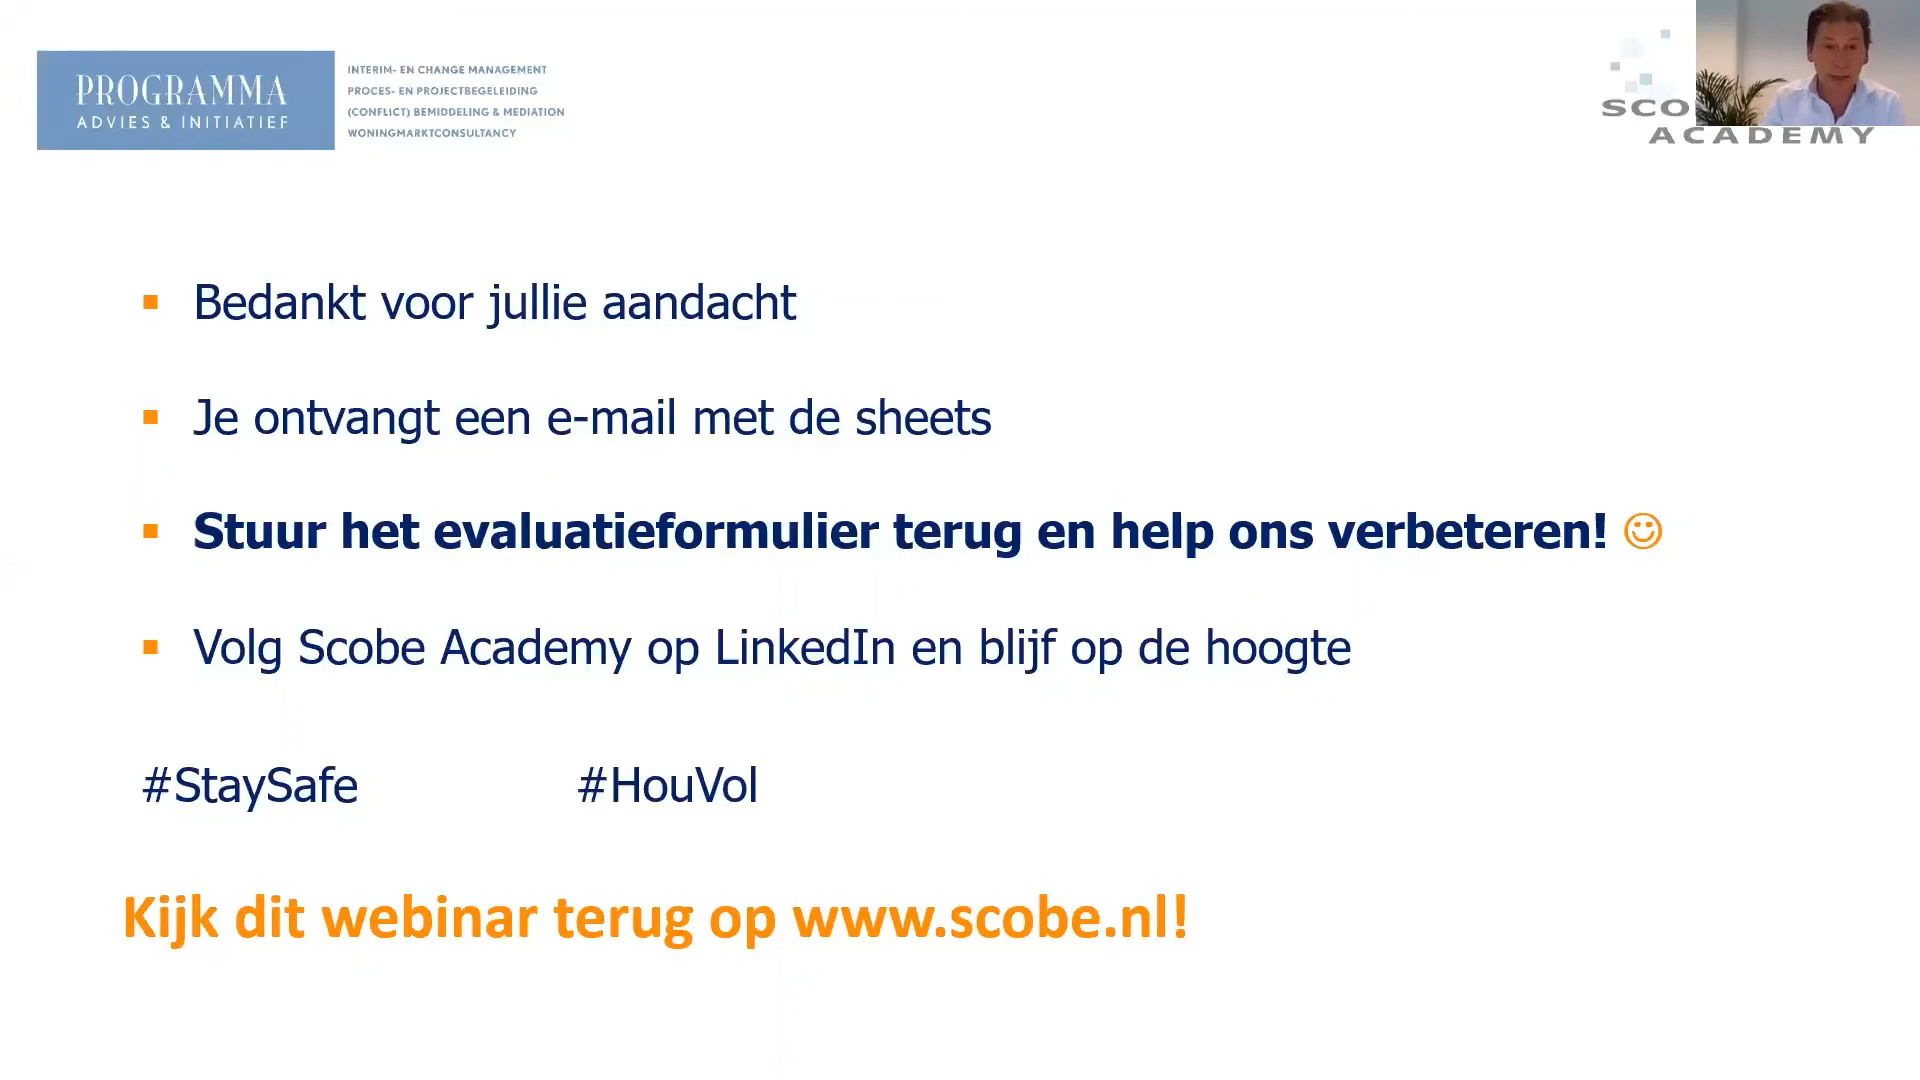 PROGRAMMA
ADVIES & INITIATIEF
INTERIM- EN CHANGE MANAGEMENT
PROCES- EN PROJECTBEGELEIDING
(CONFLICT) BEMIDDELING & MEDIATION
WONINGMARKTCONSULTANCY
SCO
ACADEMY
Bedankt voor jullie aandacht
Je ontvangt een e-mail met de sheets
Stuur het evaluatieformulier terug en help ons verbeteren!
Volg Scobe Academy op LinkedIn en blijf op de hoogte
#StaySafe #HouVol
Kijk dit webinar terug op www.scobe.nl!